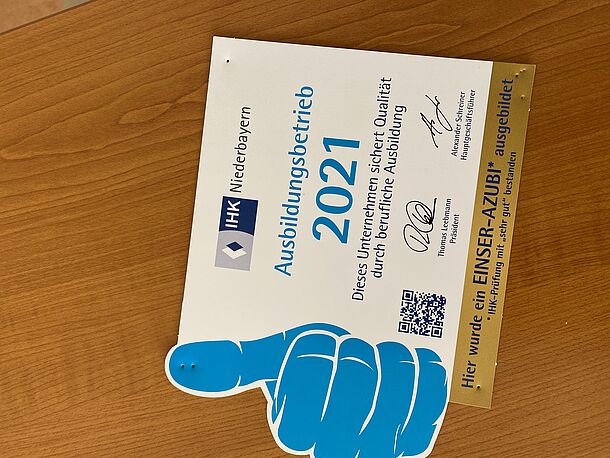 IHK Niederbayern
Ausbildungsbetrieb
2021
Dieses Unternehmen sichert Qualität
durch berufliche Ausbildung
Thomas Leebmann
Präsident
Alexander Schreiner
Hauptgeschäftsführer
Hier wurde ein EINSER-AZUBI* ausgebildet
* IHK-Prüfung mit „sehr gut" bestanden